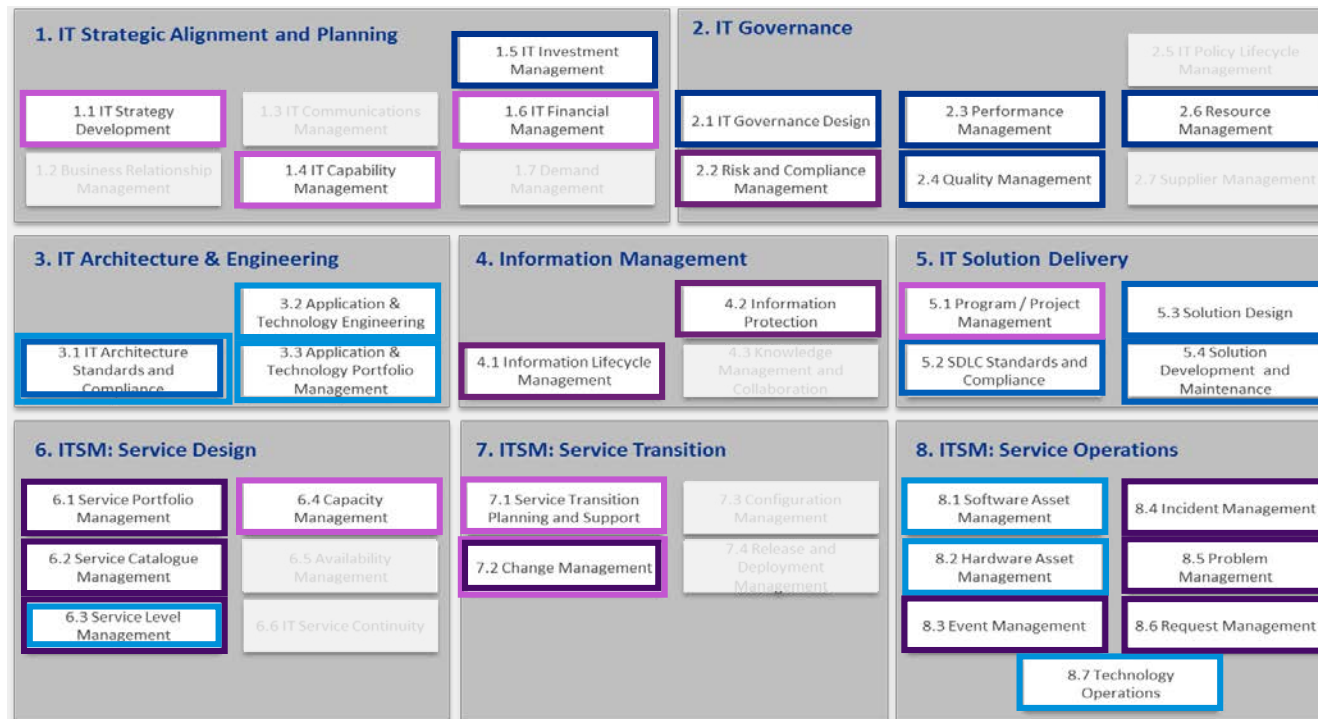 1. IT Strategic Alignment and Planning
1.5 IT Investment
Management
1.1 IT Strategy
Development
1.3 IT Communications
Management
1.6 IT Financial
Management
1.2 Business Relationship
Management
1.4 IT Capability
Management
1.7 Demand
Management
2. IT Governance
2.5 IT Policy Lifecycle
Management
2.1 IT Governance Design
2.3 Performance
Management
2.6 Resource
Management
2.2 Risk and Compliance
Management
2.4 Quality Management
2.7 Supplier Management
3. IT Architecture & Engineering
3.2 Application &
Technology Engineering
3.1 IT Architecture
Standards and
Compliance
3.3 Application &
Technology Portfolio
Management
4. Information Management
4.2 Information
Protection
4.1 Information Lifecycle
Management
4.3 Knowledge
Management and
Collaboration
5. IT Solution Delivery
5.1 Program / Project
Management
5.3 Solution Design
5.2 SDLC Standards and
Compliance
5.4 Solution
Development and
Maintenance
6. ITSM: Service Design
6.1 Service Portfolio
Management
6.4 Capacity
Management
6.2 Service Catalogue
Management
6.5 Availability
Management
6.3 Service Level
Management
6.6 IT Service Continuity
7. ITSM: Service Transition
7.1 Service Transition
Planning and Support
7.3 Configuration
Management
7.2 Change Management
7.4 Release and
Deployment
Management
8. ITSM: Service Operations
8.1 Software Asset
Management
8.4 Incident Management
8.2 Hardware Asset
Management
8.5 Problem
Management
8.3 Event Management
8.6 Request Management
8.7 Technology
Operations